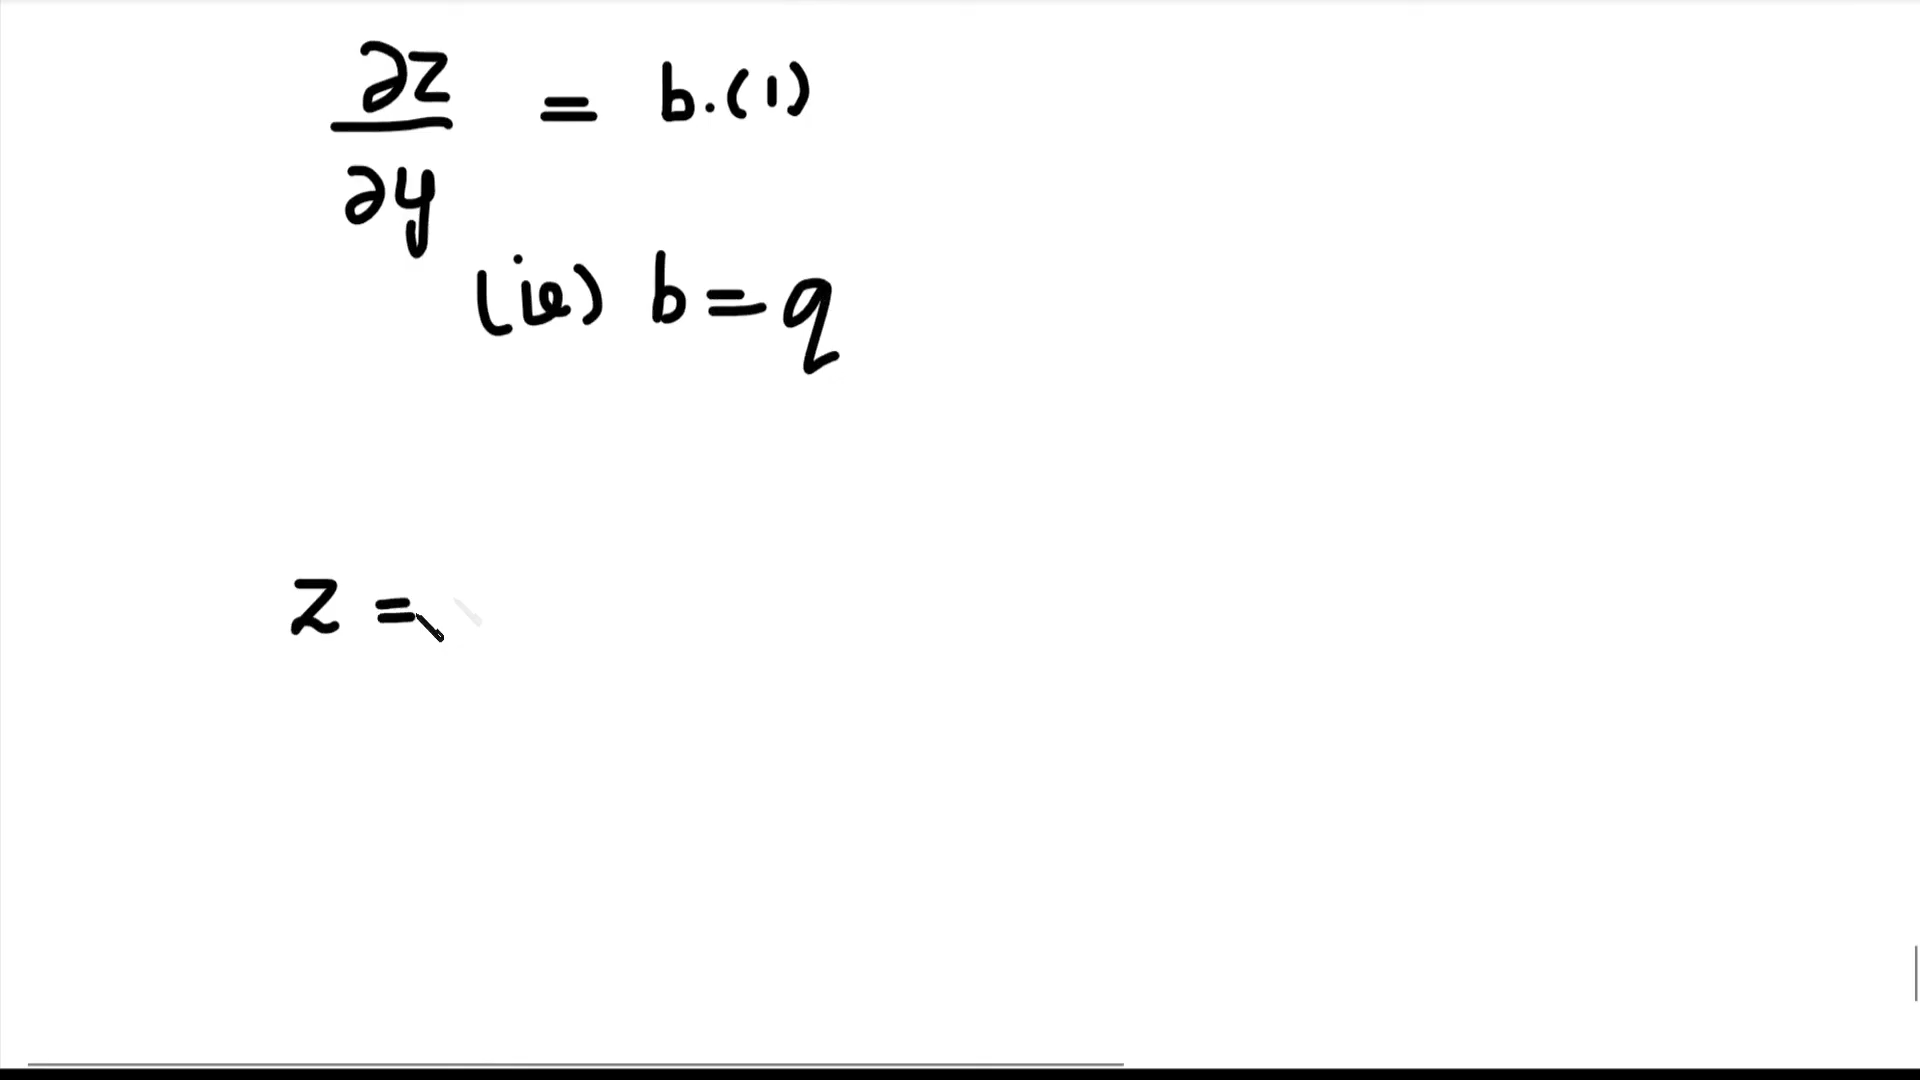 ∂z/∂y = b.(1)
(ie) b = q
z =